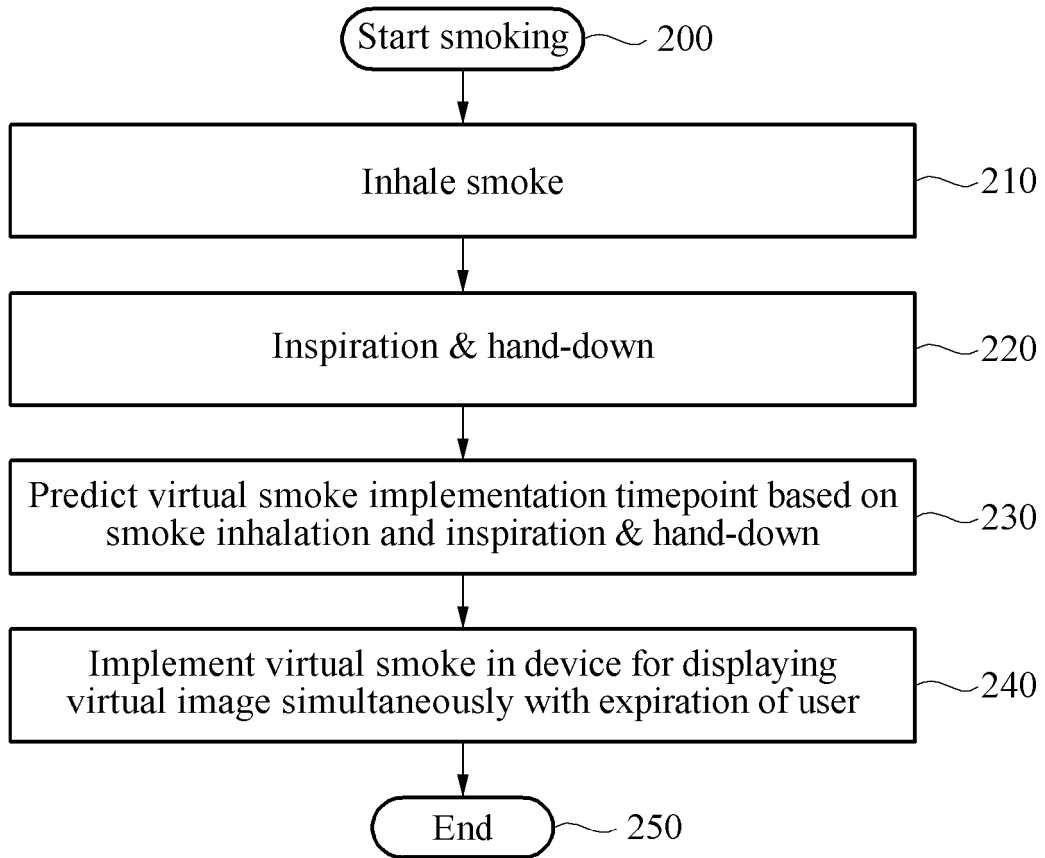 Start smoking
200
Inhale smoke
210
Inspiration & hand-down
220
Predict virtual smoke implementation timepoint based on
smoke inhalation and inspiration & hand-down
230
Implement virtual smoke in device for displaying
virtual image simultaneously with expiration of user
240
End
250